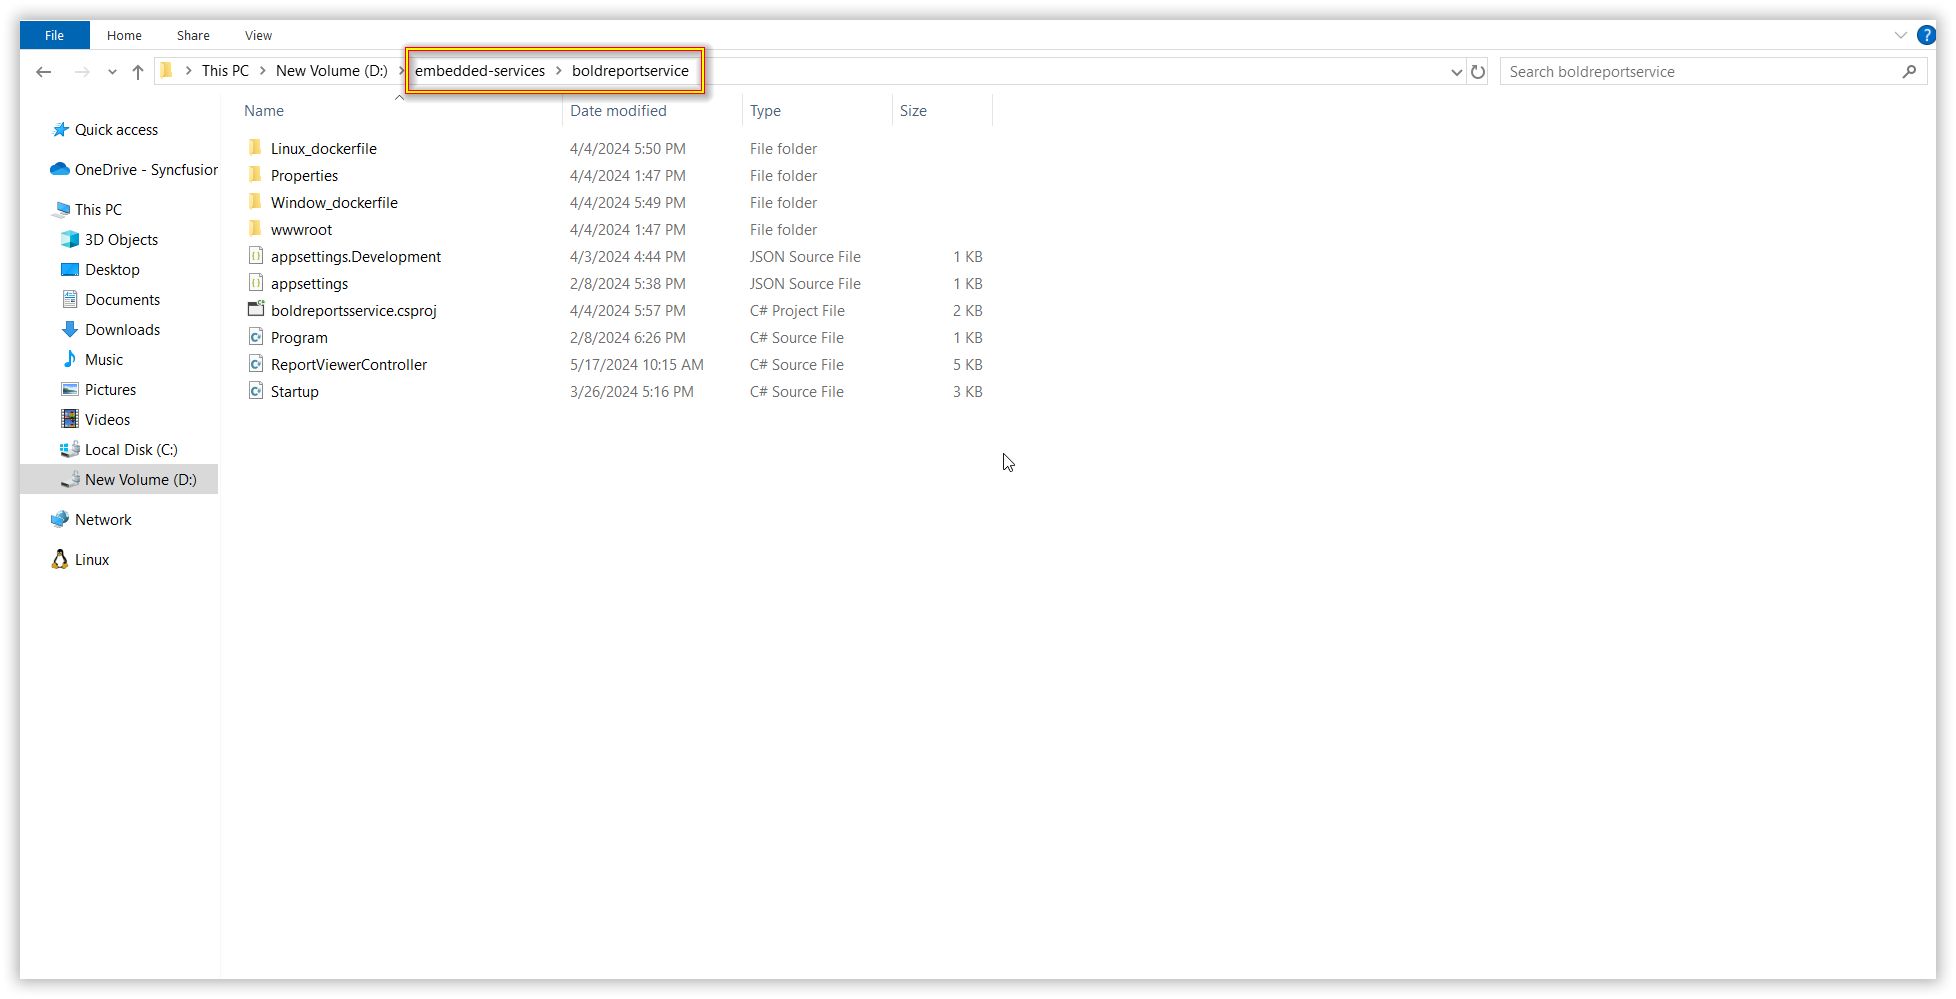 File Home Share View ?
This PC New Volume (D:) embedded-services boldreportservice Search boldreportservice
Name Date modified Type Size
Quick access
OneDrive - Syncfusion
This PC
3D Objects
Desktop
Documents
Downloads
Music
Pictures
Videos
Local Disk (C:)
New Volume (D:)
Network
Linux
Linux_dockerfile 4/4/2024 5:50 PM File folder
Properties 4/4/2024 1:47 PM File folder
Window_dockerfile 4/4/2024 5:49 PM File folder
wwwroot 4/4/2024 1:47 PM File folder
appsettings.Development 4/3/2024 4:44 PM JSON Source File 1 KB
appsettings 2/8/2024 5:38 PM JSON Source File 1 KB
boldreportsservice.csproj 4/4/2024 5:57 PM C# Project File 2 KB
Program 2/8/2024 6:26 PM C# Source File 1 KB
ReportViewerController 5/17/2024 10:15 AM C# Source File 5 KB
Startup 3/26/2024 5:16 PM C# Source File 3 KB